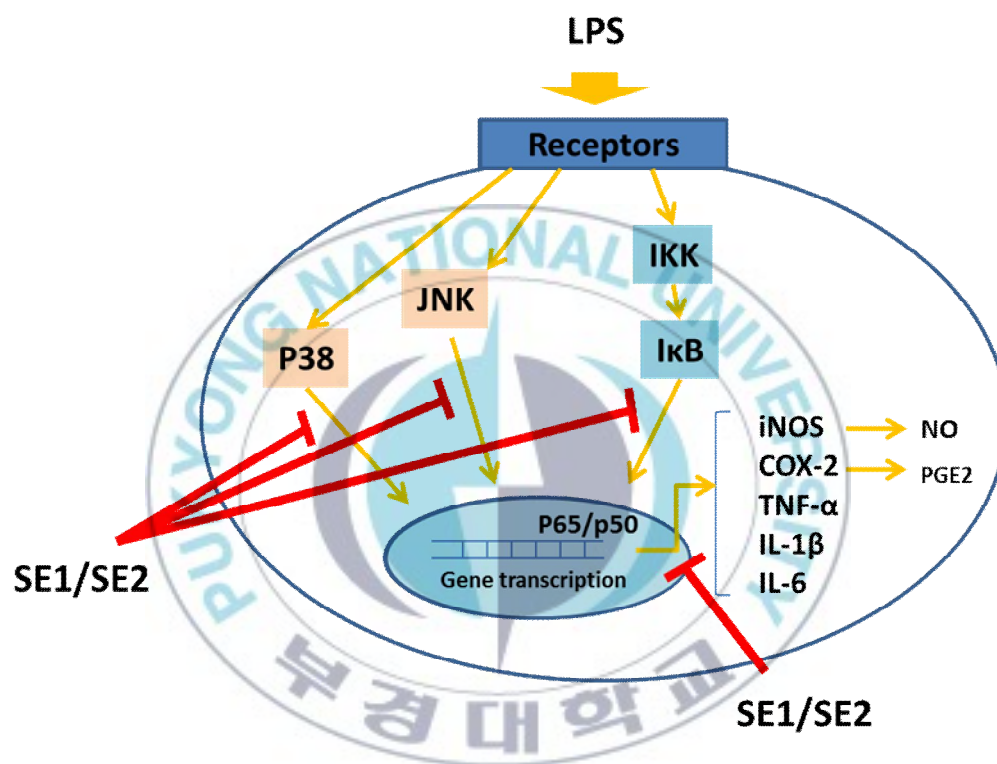 LPS
Receptors
IKK
JNK
IκB
P38
iNOS
NO
COX-2
PGE2
TNF-α
IL-1β
IL-6
P65/p50
Gene transcription
SE1/SE2
SE1/SE2
PUKYONG NATIONAL UNIVERSITY
부경대학교